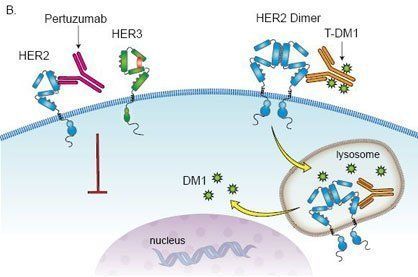 B.
Pertuzumab
HER2
HER3
HER2 Dimer
T-DM1
lysosome
DM1
nucleus